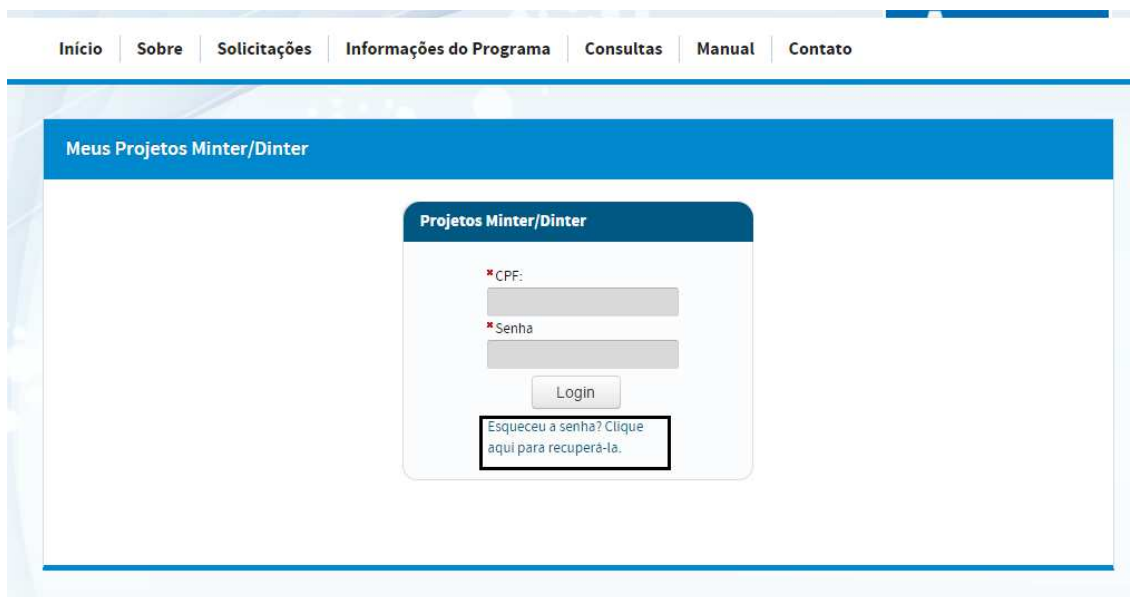 Início Sobre Solicitações Informações do Programa Consultas Manual Contato
Meus Projetos Minter/Dinter
Projetos Minter/Dinter
*CPF:
*Senha
Login
Esqueceu a senha? Clique
aqui para recuperá-la.